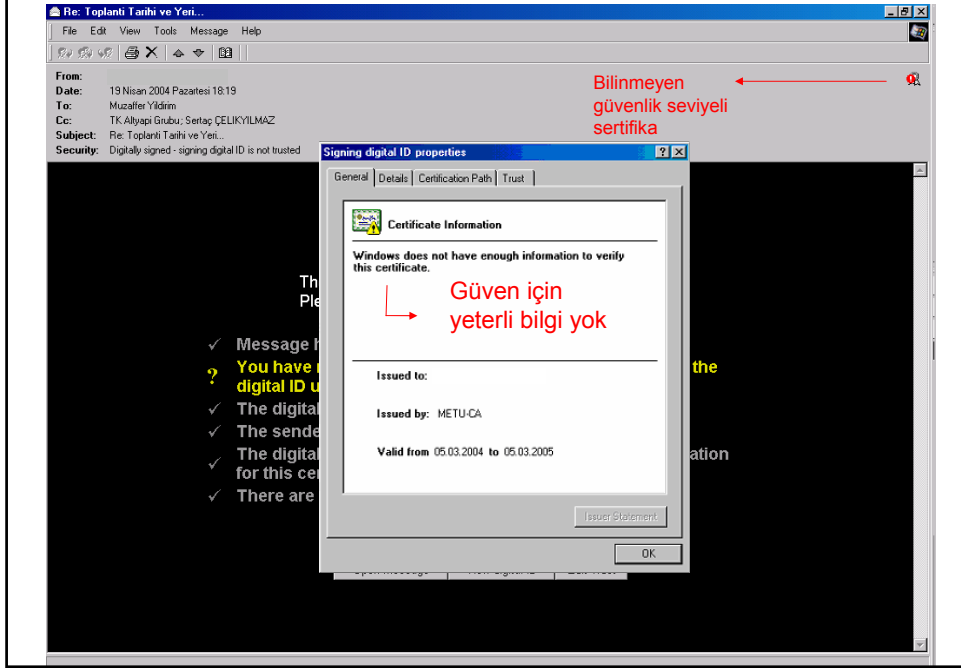 Re: Toplanti Tarihi ve Yeri...
File Edit View Tools Message Help
From:
Date: 19 Nisan 2004 Pazartesi 18:19
To: Muzaffer Yildirim
Cc: TK Altyapi Grubu; Sertaç ÇELIKYILMAZ
Subject: Re: Toplanti Tarihi ve Yeri...
Security: Digitally signed - signing digital ID is not trusted
Bilinmeyen
güvenlik seviyeli
sertifika
Signing digital ID properties
General Details Certification Path Trust
Certificate Information
Windows does not have enough information to verify
this certificate.
Güven için
yeterli bilgi yok
Issued to:
Issued by: METU-CA
Valid from 05.03.2004 to 05.03.2005
Issuer Statement
OK
Message
? You have the
digital ID
The digital
The
The digital
for this
There are